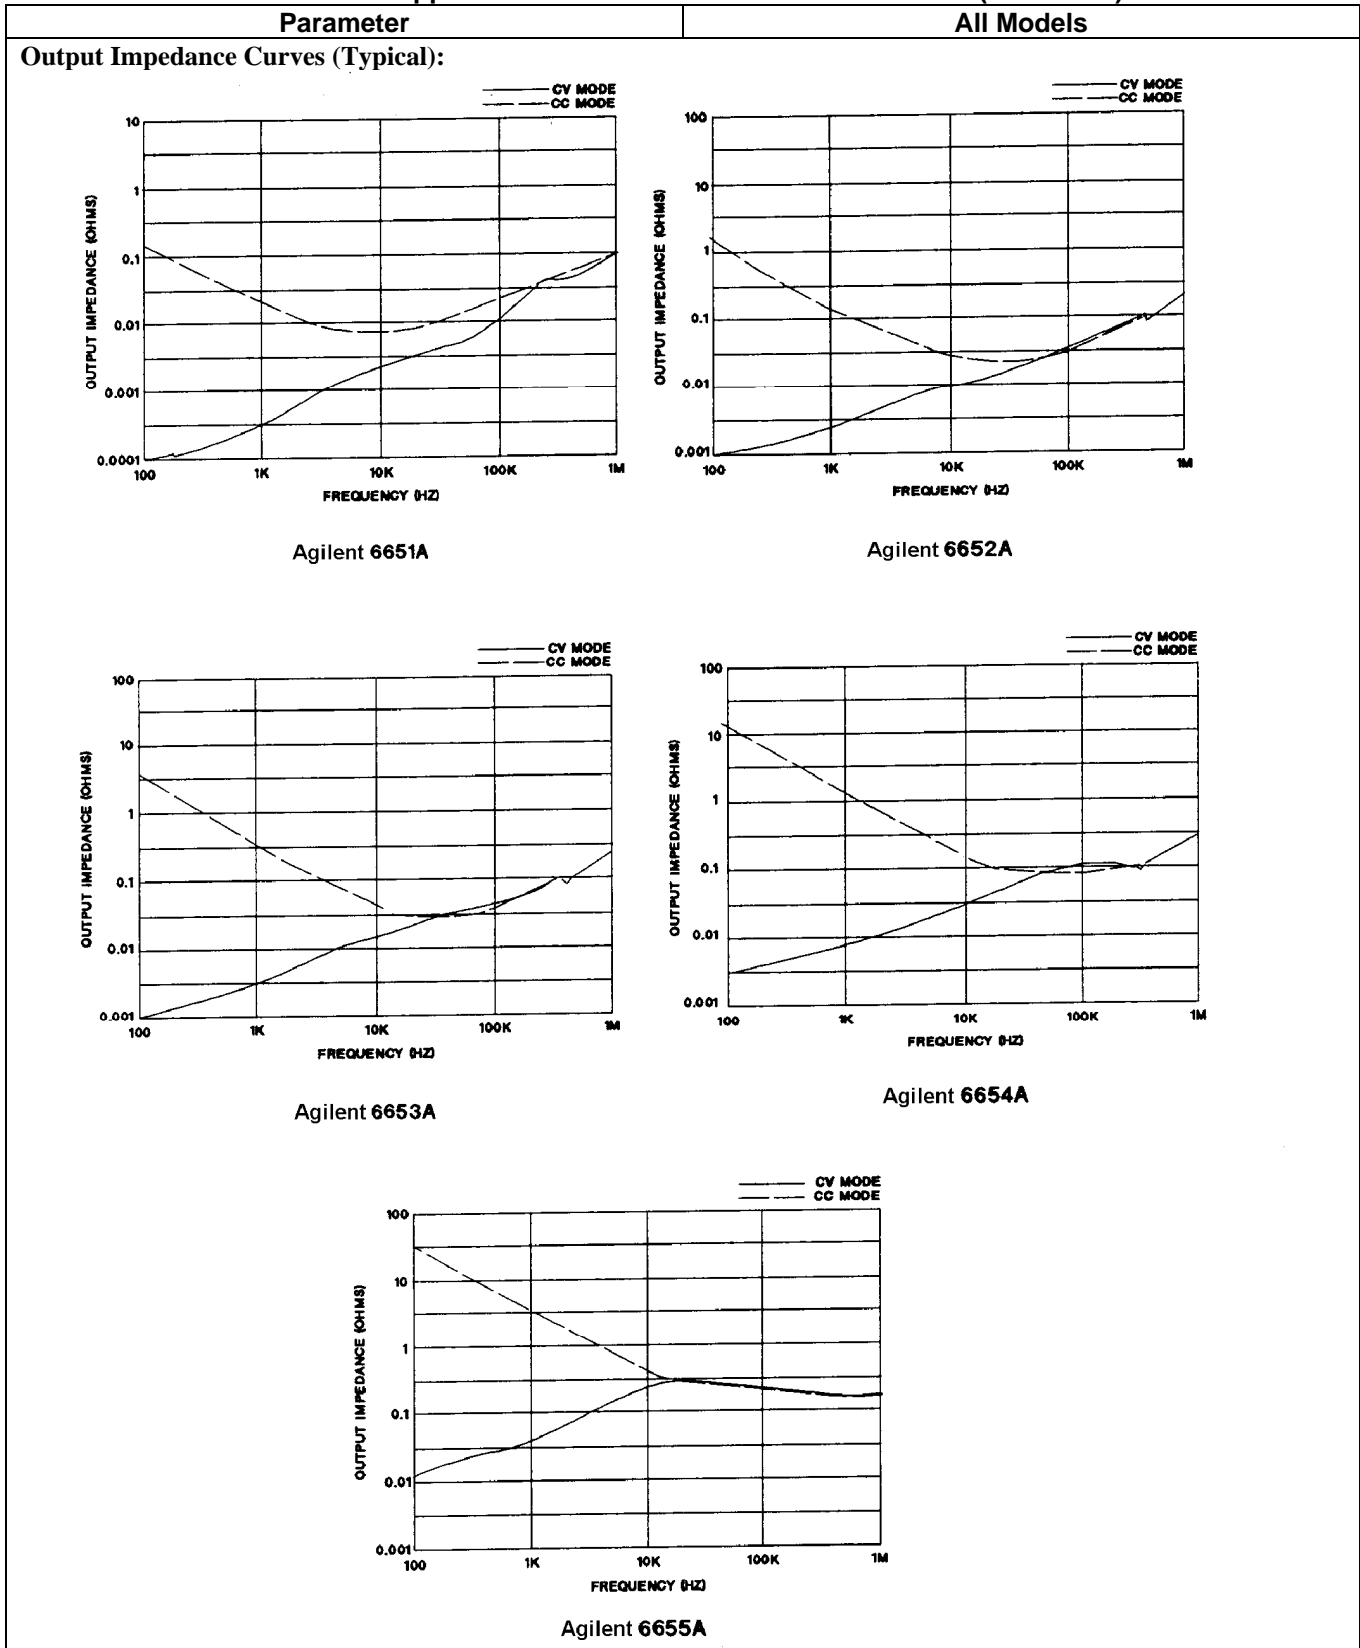 Parameter All Models
Output Impedance Curves (Typical):
CV MODE
CC MODE
10
1
0.1
0.01
0.001
0.0001
OUTPUT IMPEDANCE (OHMS)
100 1K 10K 100K 1M
FREQUENCY (HZ)
Agilent 6651A
CV MODE
CC MODE
100
10
1
0.1
0.01
0.001
OUTPUT IMPEDANCE (OHMS)
100 1K 10K 100K 1M
FREQUENCY (HZ)
Agilent 6652A
CV MODE
CC MODE
100
10
1
0.1
0.01
0.001
OUTPUT IMPEDANCE (OHMS)
100 1K 10K 100K 1M
FREQUENCY (HZ)
Agilent 6653A
CV MODE
CC MODE
100
10
1
0.1
0.01
0.001
OUTPUT IMPEDANCE (OHMS)
100 1K 10K 100K 1M
FREQUENCY (HZ)
Agilent 6654A
CV MODE
CC MODE
100
10
1
0.1
0.01
0.001
OUTPUT IMPEDANCE (OHMS)
100 1K 10K 100K 1M
FREQUENCY (HZ)
Agilent 6655A